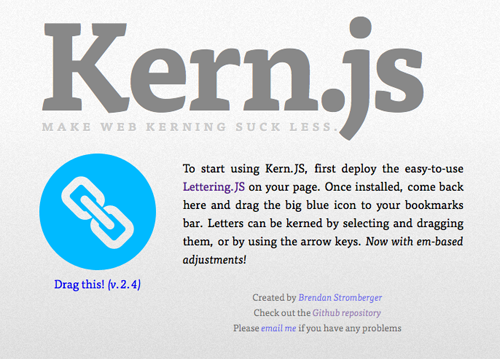 Kern.js
MAKE WEB KERNING SUCK LESS.
To start using Kern.JS, first deploy the easy-to-use
Lettering.JS on your page. Once installed, come back
here and drag the big blue icon to your bookmarks
bar. Letters can be kerned by selecting and dragging
them, or by using the arrow keys. Now with em-based
adjustments!
Drag this! (v.2.4)
Created by Brendan Stromberger
Check out the Github repository
Please email me if you have any problems